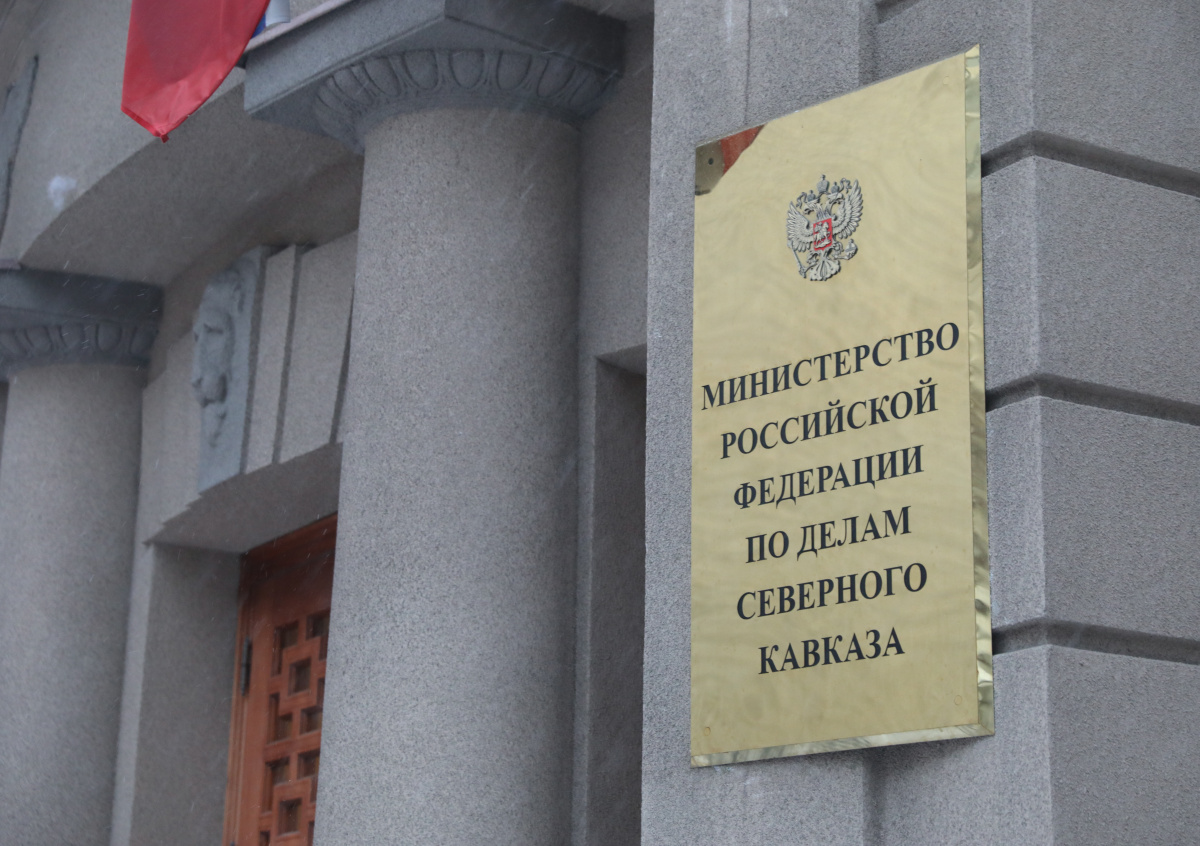 МИНИСТЕРСТВО
РОССИЙСКОЙ
ФЕДЕРАЦИИ
ПО ДЕЛАМ
СЕВЕРНОГО
КАВКАЗА